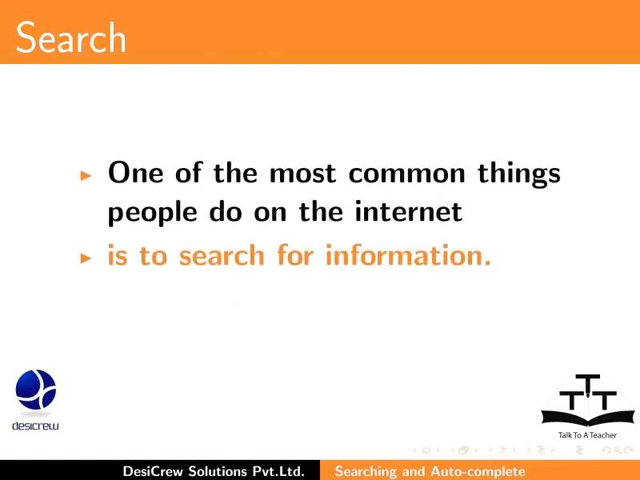 Search
One of the most common things
people do on the internet
is to search for information.
desicrew
TTT
Talk To A Teacher
DesiCrew Solutions Pvt.Ltd. Searching and Auto-complete